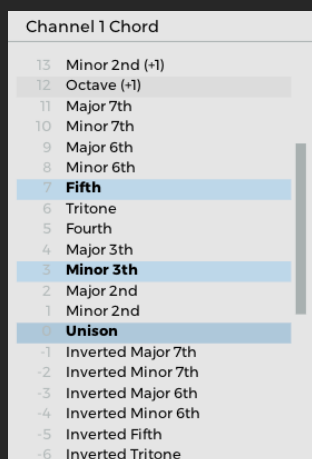 Channel 1 Chord
13 Minor 2nd (+1)
12 Octave (+1)
11 Major 7th
10 Minor 7th
9 Major 6th
8 Minor 6th
7 Fifth
6 Tritone
5 Fourth
4 Major 3th
3 Minor 3th
2 Major 2nd
1 Minor 2nd
0 Unison
-1 Inverted Major 7th
-2 Inverted Minor 7th
-3 Inverted Major 6th
-4 Inverted Minor 6th
-5 Inverted Fifth
-6 Inverted Tritone